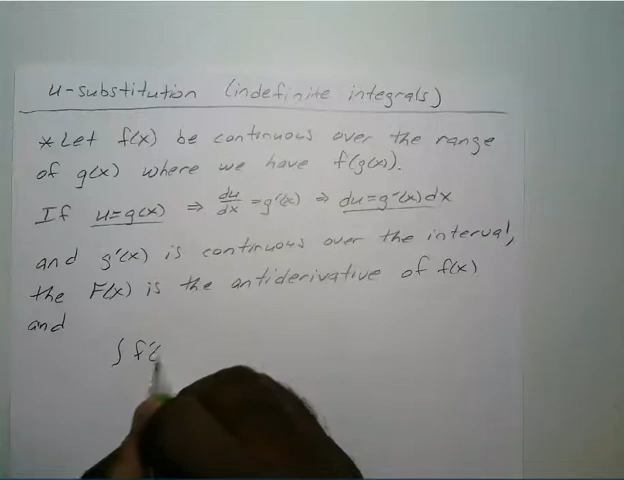 u-substitution (indefinite integrals)
* Let f(x) be continuous over the range
of g(x) where we have f(g(x)).
If u=g(x) ⇒ du/dx = g'(x) ⇒ du=g'(x)dx
and g'(x) is continuous over the interval,
the F(x) is the antiderivative of f(x)
and
∫ f'(